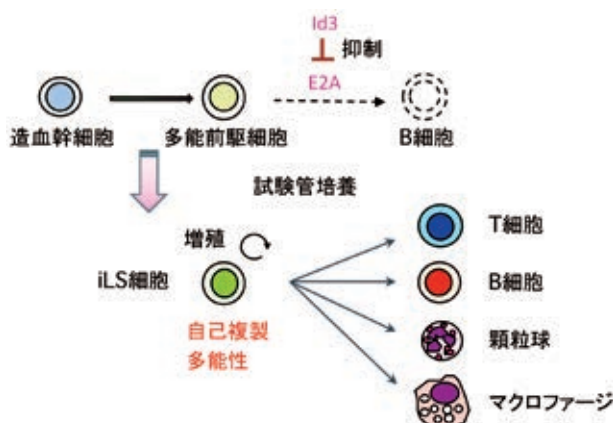 Id3
抑制
E2A
造血幹細胞
多能前駆細胞
B細胞
試験管培養
増殖
iLS細胞
自己複製
多能性
T細胞
B細胞
顆粒球
マクロファージ